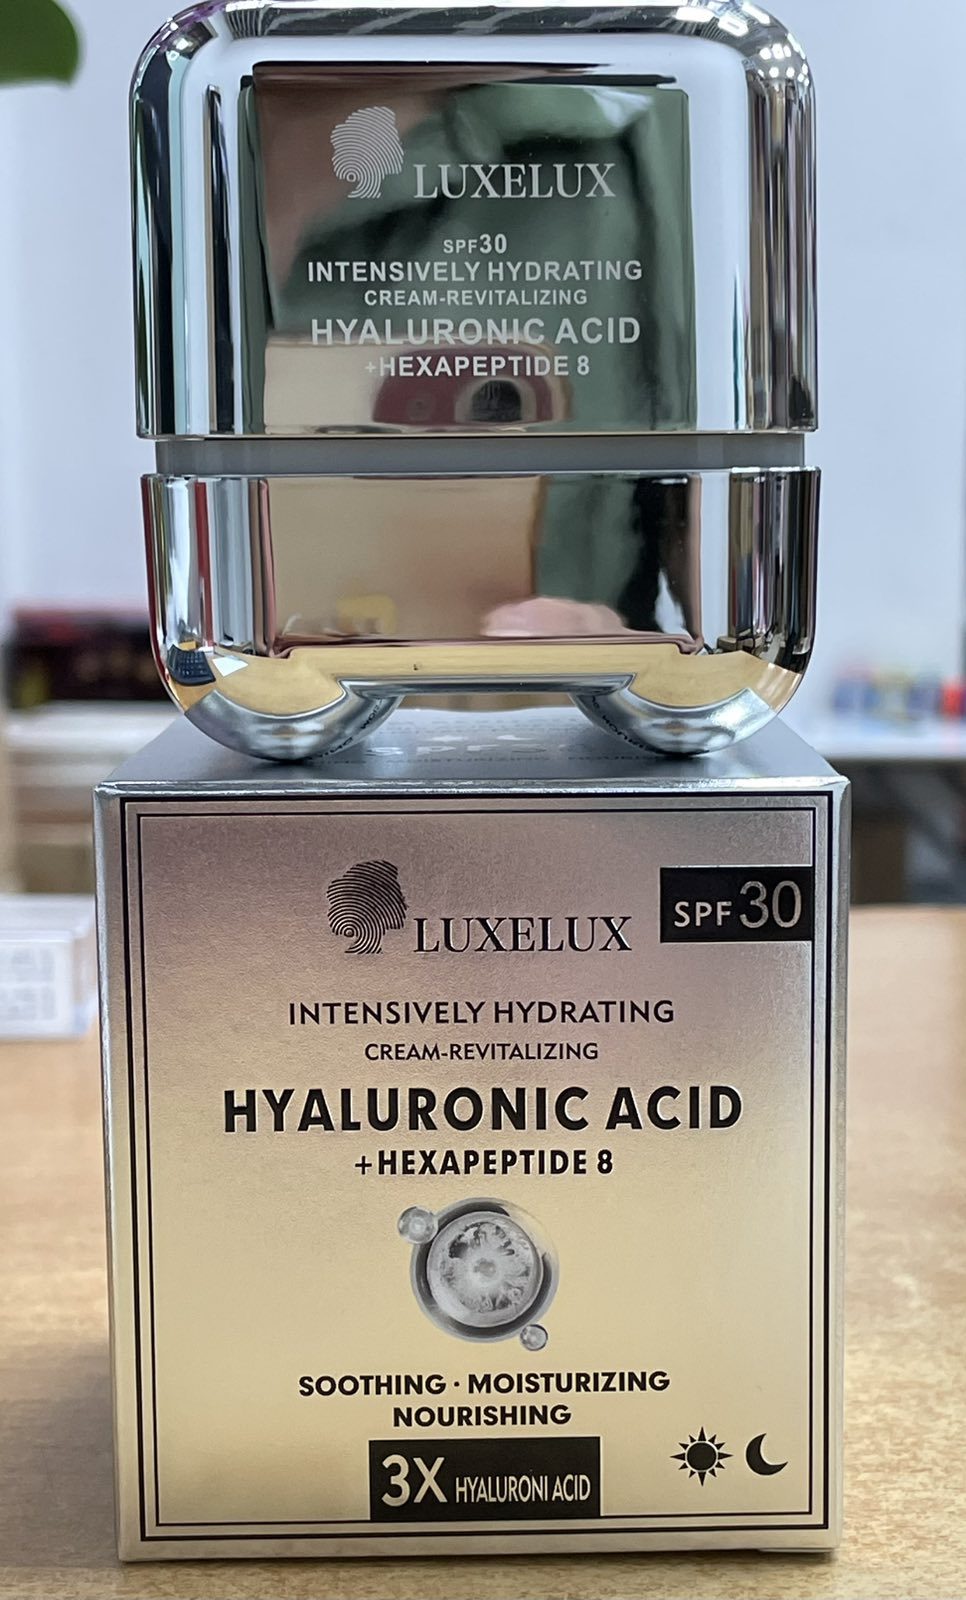 LUXELUX
SPF30
INTENSIVELY HYDRATING
CREAM-REVITALIZING
HYALURONIC ACID
+HEXAPEPTIDE 8
LUXELUX
SPF 30
INTENSIVELY HYDRATING
CREAM-REVITALIZING
HYALURONIC ACID
+HEXAPEPTIDE 8
SOOTHING · MOISTURIZING
NOURISHING
3X HYALURONI ACID